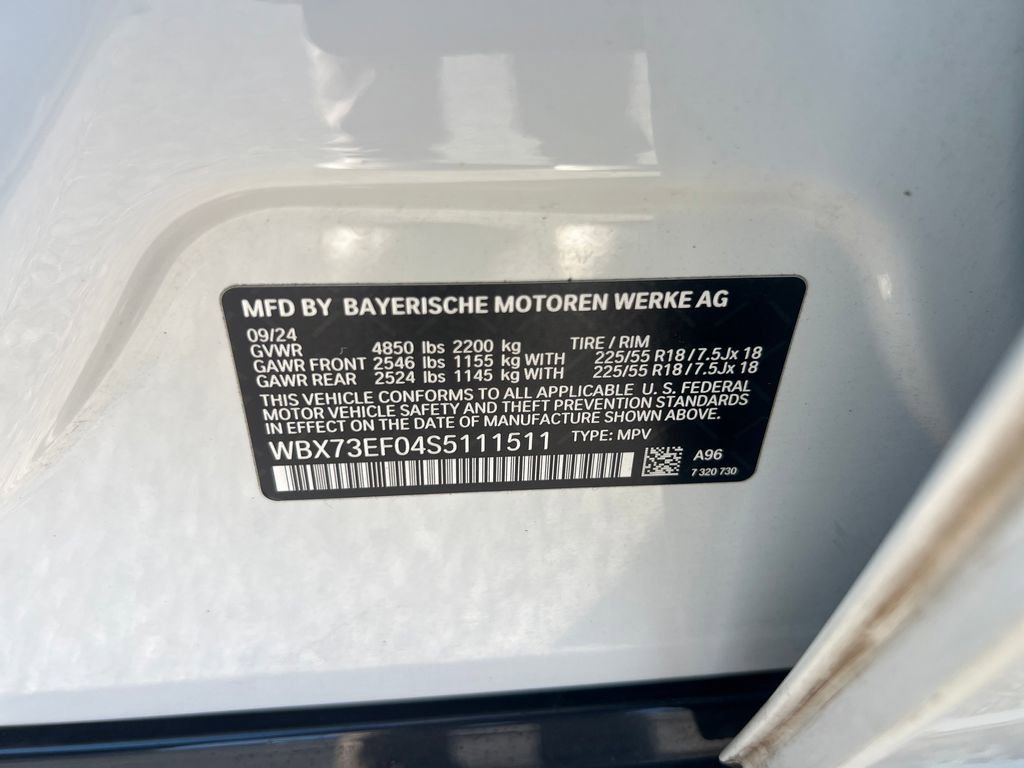 MFD BY BAYERISCHE MOTOREN WERKE AG
09/24
GVWR 4850 lbs 2200 kg TIRE / RIM
GAWR FRONT 2546 lbs 1155 kg WITH 225/55 R18/7.5Jx 18
GAWR REAR 2524 lbs 1145 kg WITH 225/55 R18/7.5Jx 18
THIS VEHICLE CONFORMS TO ALL APPLICABLE U. S. FEDERAL
MOTOR VEHICLE SAFETY AND THEFT PREVENTION STANDARDS
IN EFFECT ON THE DATE OF MANUFACTURE SHOWN ABOVE.
WBX73EF04S5111511 TYPE: MPV
A96
7 320 730